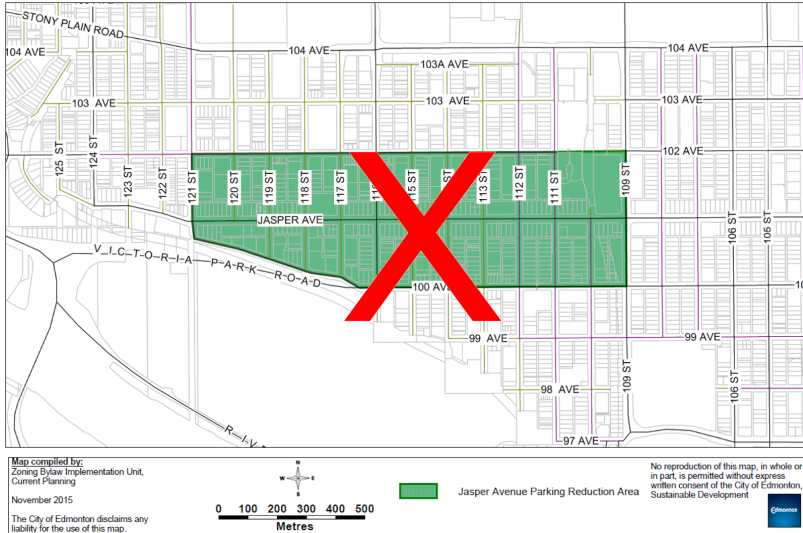 STONY PLAIN ROAD
104 AVE
104 AVE
104 AVE
103A AVE
103 AVE
103 AVE
103 AVE
102 AVE
125 ST
124 ST
123 ST
122 ST
121 ST
120 ST
119 ST
118 ST
117 ST
113 ST
112 ST
111 ST
109 ST
106 ST
105 ST
JASPER AVE
VICTORIA PARK ROAD
100 AV
99 AVE
99 AVE
98 AVE
97 AVE
109 ST
106 ST
Map compiled by:
Zoning Bylaw Implementation Unit,
Current Planning
November 2015
The City of Edmonton disclaims any
liability for the use of this map.
N
W E
S
0 100 200 300 400 500
Metres
Jasper Avenue Parking Reduction Area
No reproduction of this map, in whole or
in part, is permitted without express
written consent of the City of Edmonton,
Sustainable Development
Edmonton